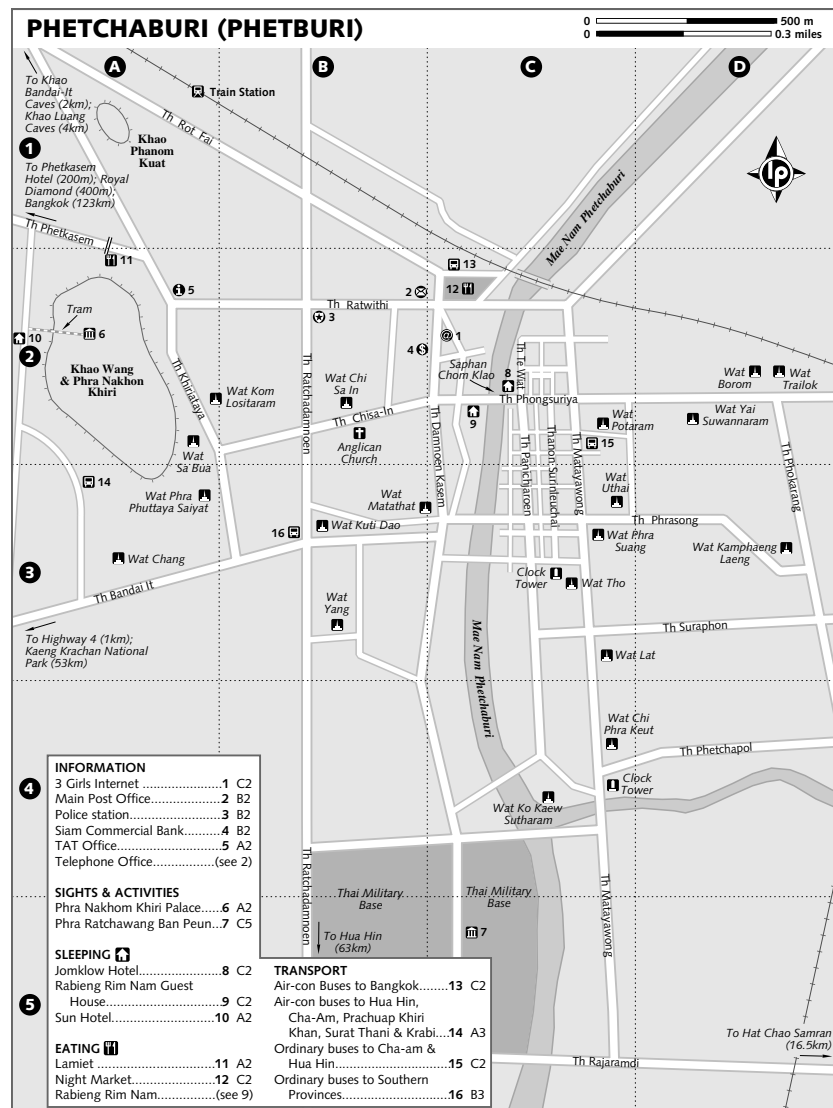 PHETCHABURI (PHETBURI)
0 500 m
0 0.3 miles
A
B
C
D
To Khao
Bandai-It
Caves (2km);
Khao Luang
Caves (4km)
Train Station
Th Rot Fai
Khao
Phanom
Kuat
1
To Phetkasem
Hotel (200m); Royal
Diamond (400m);
Bangkok (123km)
Mae Nam Phetchaburi
lp
Th Phetkasem
11
13
12
5
2
Th Ratwithi
3
Tram
6
10
1
4
2
Khao Wang
& Phra Nakhon
Khiri
Th Khiriataya
Th Ratchadamnoen
Wat Chi
Sa In
Saphan
Chom Klao
8
Th Te Wat
Wat
Borom
Wat
Trailok
Wat Kom
Lositaram
Th Phongsuriya
Th Chisa-In
Anglican
Church
9
Wat
Potaram
15
Wat Yai
Suwannaram
Wat
Sa Bua
Th Damnoen Kasem
Th Panichjaroen
Thanon Surinleuchai
Th Matayawong
Th Phokarang
14
Wat Phra
Phuttaya Saiyat
Wat
Matathat
Wat
Uthai
16
Wat Kuti Dao
Th Phrasong
Wat Phra
Suang
Wat Kamphaeng
Laeng
3
Wat Chang
Clock
Tower
Wat Tho
Th Bandai It
Wat
Yang
Th Suraphon
To Highway 4 (1km);
Kaeng Krachan National
Park (53km)
Mae Nam Phetchaburi
Wat Lat
Wat Chi
Phra Keut
Th Phetchapol
4
Clock
Tower
Wat Ko Kaew
Sutharam
Th Ratchadamnoen
Thai Military
Base
Thai Military
Base
Th Matayawong
7
To Hua Hin
(63km)
5
To Hat Chao Samran
(16.5km)
Th Rajaramdi
INFORMATION
3 Girls Internet ...................1 C2
Main Post Office.................2 B2
Police station......................3 B2
Siam Commercial Bank.......4 B2
TAT Office..........................5 A2
Telephone Office.............(see 2)
SIGHTS & ACTIVITIES
Phra Nakhom Khiri Palace.....6 A2
Phra Ratchawang Ban Peun..7 C5
SLEEPING
Jomklow Hotel....................8 C2
Rabieng Rim Nam Guest
House..............................9 C2
Sun Hotel..........................10 A2
EATING
Lamiet..............................11 A2
Night Market....................12 C2
Rabieng Rim Nam..........(see 9)
TRANSPORT
Air-con Buses to Bangkok........13 C2
Air-con buses to Hua Hin,
Cha-Am, Prachuap Khiri
Khan, Surat Thani & Krabi...14 A3
Ordinary buses to Cha-am &
Hua Hin..............................15 C2
Ordinary buses to Southern
Provinces............................16 B3